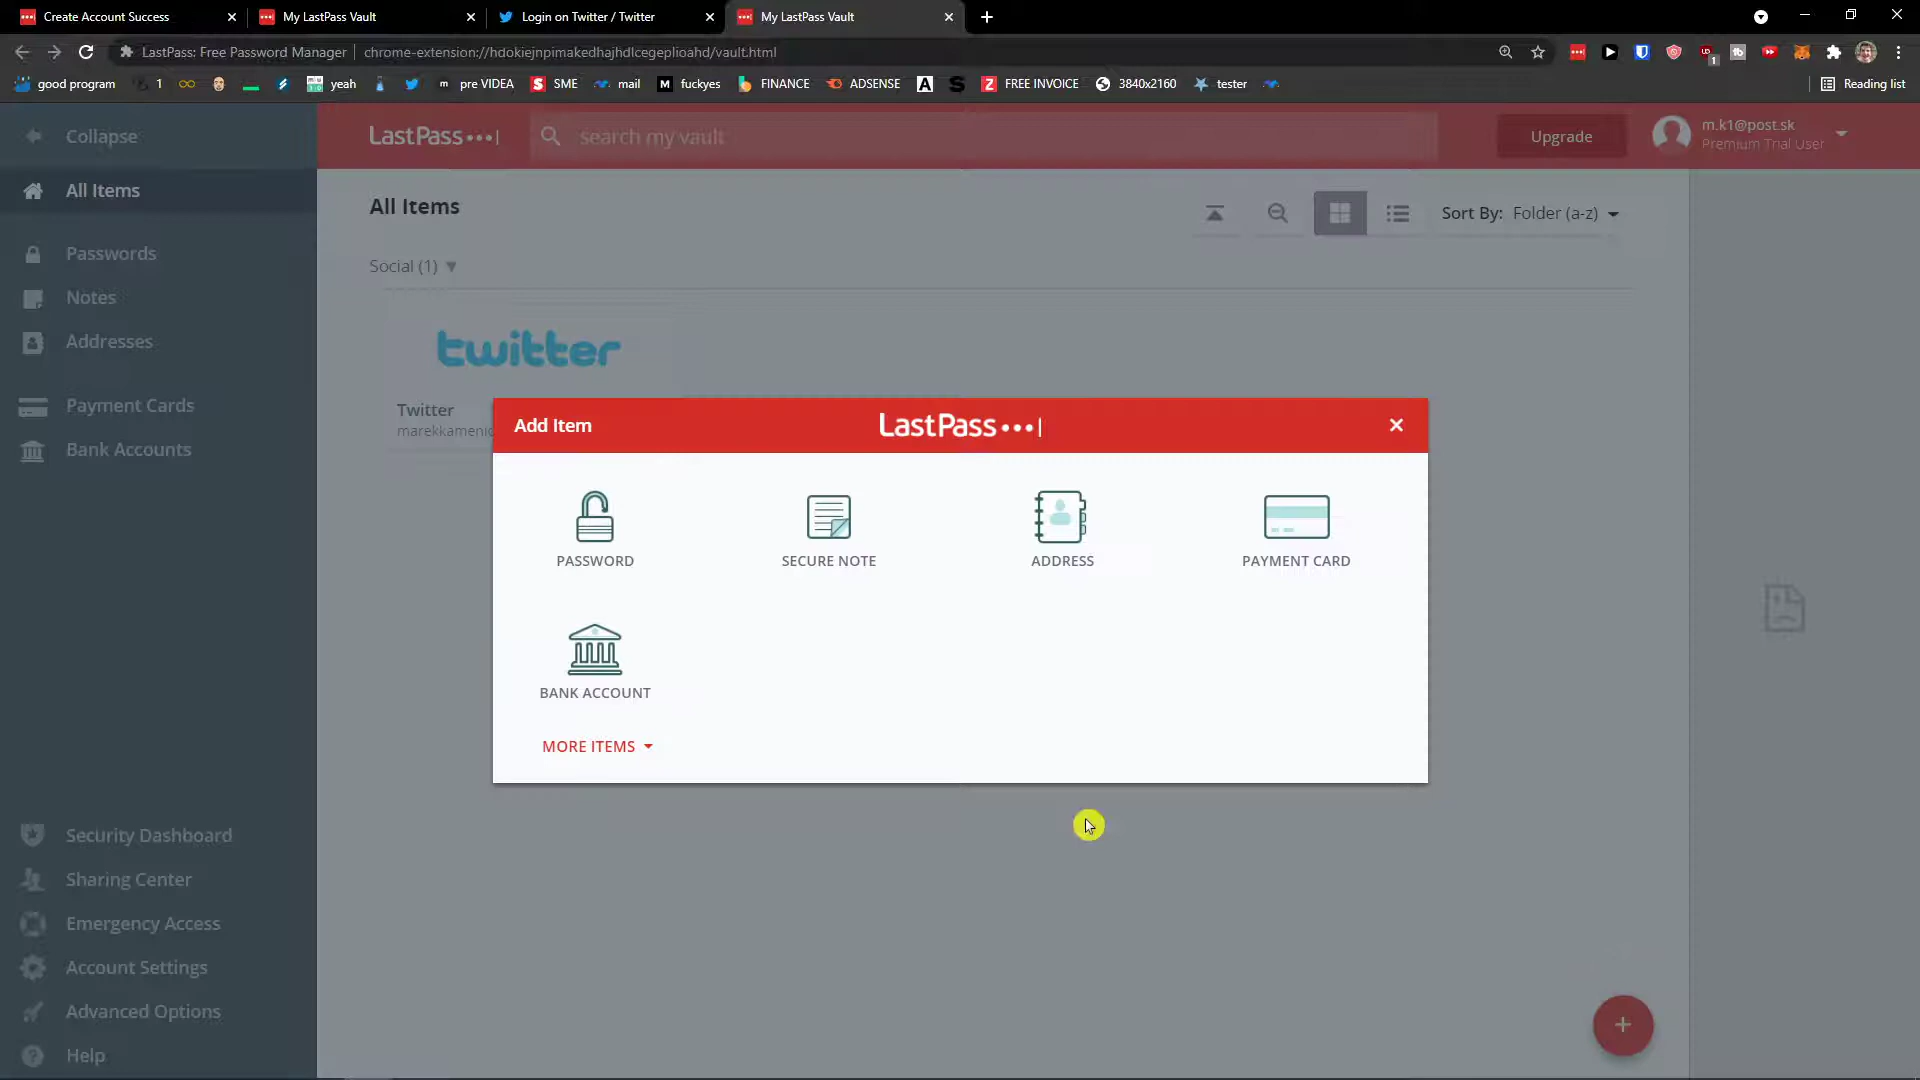 Create Account Success
My LastPass Vault
Login on Twitter / Twitter
My LastPass Vault
LastPass: Free Password Manager
chrome-extension://hdokiejnpimakedhajhdlcegeplioahd/vault.html
good program
1
yeah
pre VIDEA
SME
mail
fuckyes
FINANCE
ADSENSE
FREE INVOICE
3840x2160
tester
Reading list
Collapse
LastPass
search my vault
Upgrade
m.k1@post.sk
Premium Trial User
All Items
All Items
Sort By: Folder (a-z)
Passwords
Notes
Addresses
Payment Cards
Bank Accounts
Social (1)
twitter
Twitter
marekkamenic
Add Item
LastPass
PASSWORD
SECURE NOTE
ADDRESS
PAYMENT CARD
BANK ACCOUNT
MORE ITEMS
Security Dashboard
Sharing Center
Emergency Access
Account Settings
Advanced Options
Help